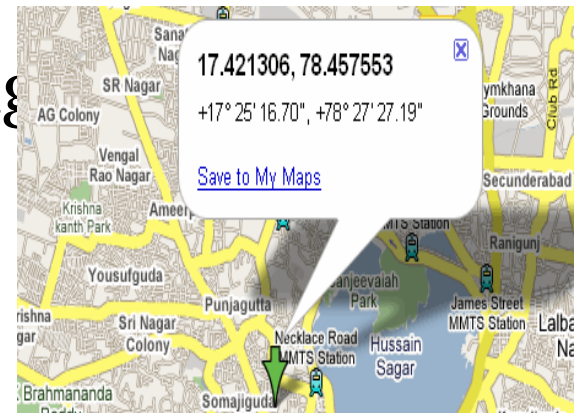 17.421306, 78.457553
+17° 25' 16.70", +78° 27' 27.19"
Save to My Maps
SR Nagar
AG Colony
Vengal
Rao Nagar
Krishna
kanth Park
Yousufguda
Sri Nagar
Colony
Punjagutta
Somajiguda
Necklace Road
MMTS Station
Hussain
Sagar
Park
MTS Station
James Street
MMTS Station
Ranigunj
Secunderabad
Grounds
Club Rd
Brahmananda